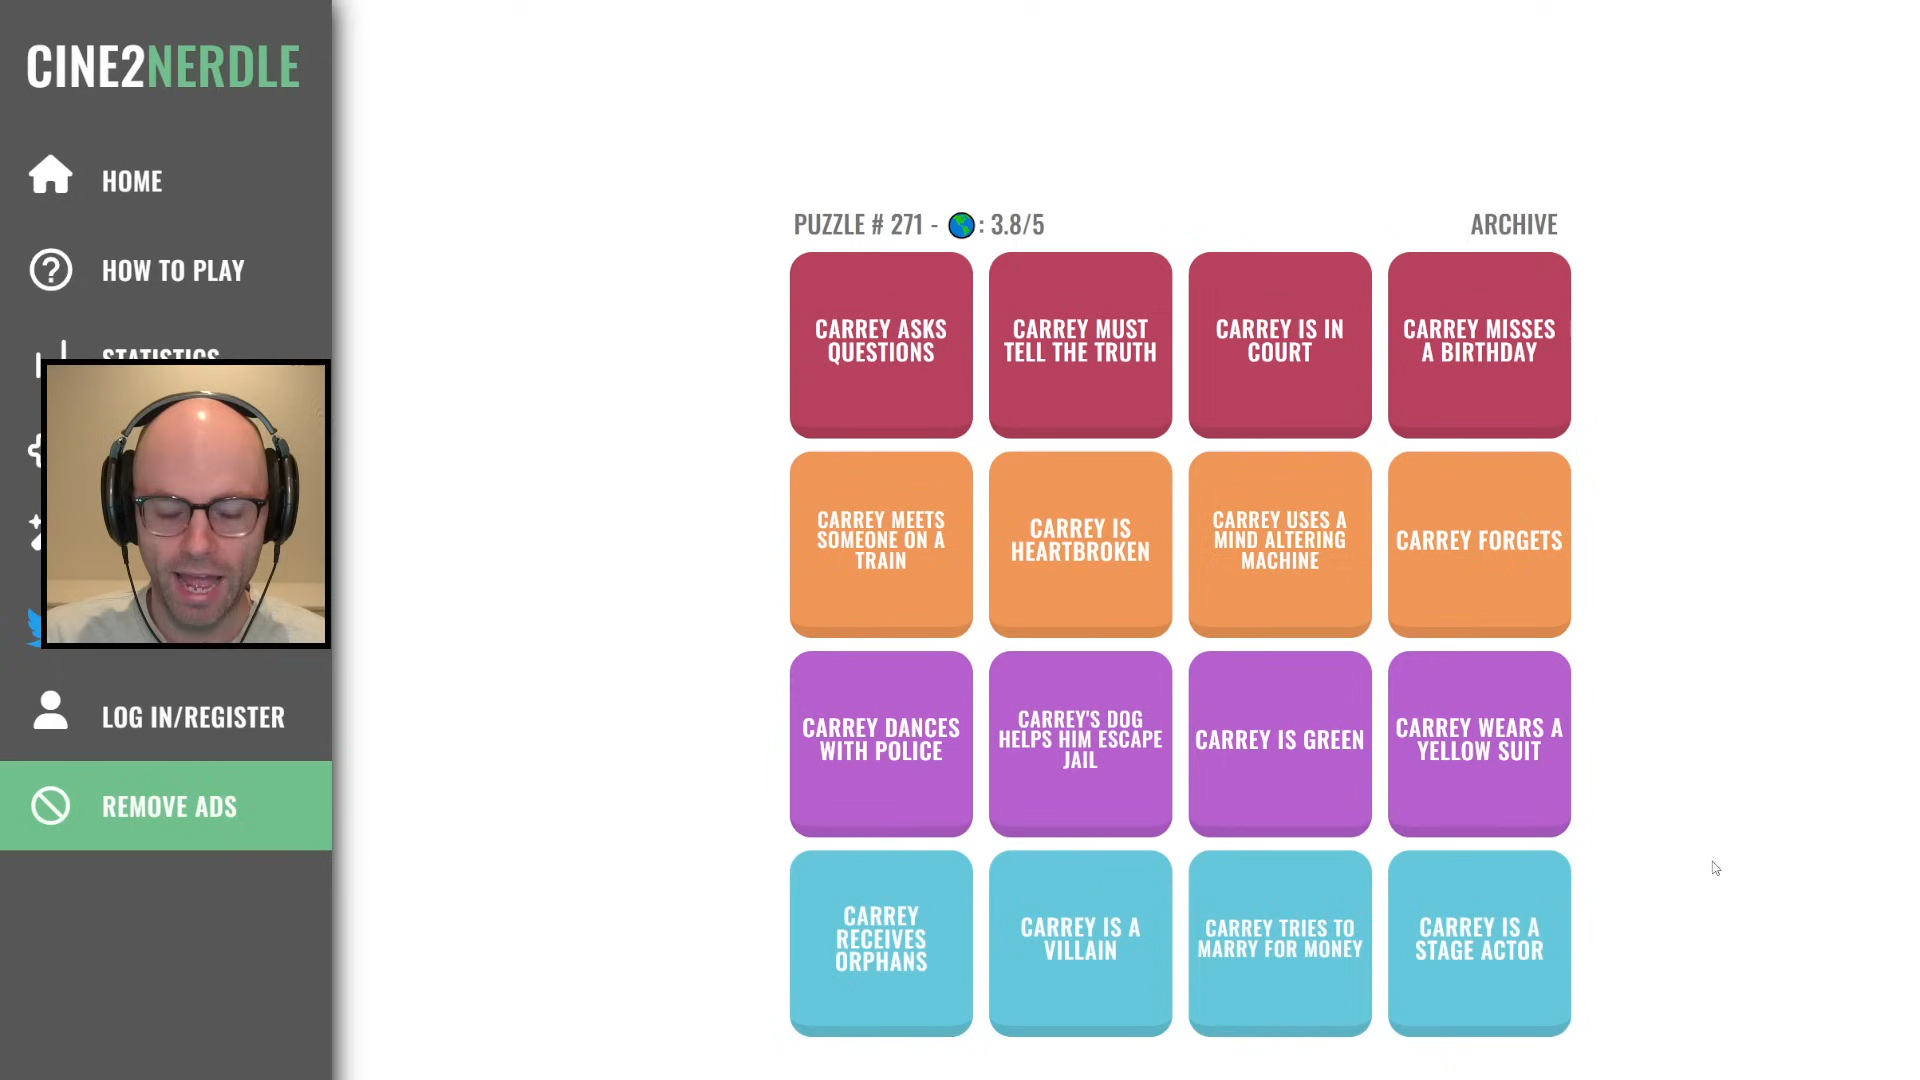 CINE2NERDLE
HOME
HOW TO PLAY
STATISTICS
LOG IN/REGISTER
REMOVE ADS
PUZZLE # 271 - : 3.8/5
ARCHIVE
CARREY ASKS
QUESTIONS
CARREY MUST
TELL THE TRUTH
CARREY IS IN
COURT
CARREY MISSES
A BIRTHDAY
CARREY MEETS
SOMEONE ON A
TRAIN
CARREY IS
HEARTBROKEN
CARREY USES A
MIND ALTERING
MACHINE
CARREY FORGETS
CARREY DANCES
WITH POLICE
CARREY'S DOG
HELPS HIM ESCAPE
JAIL
CARREY IS GREEN
CARREY WEARS A
YELLOW SUIT
CARREY
RECEIVES
ORPHANS
CARREY IS A
VILLAIN
CARREY TRIES TO
MARRY FOR MONEY
CARREY IS A
STAGE ACTOR